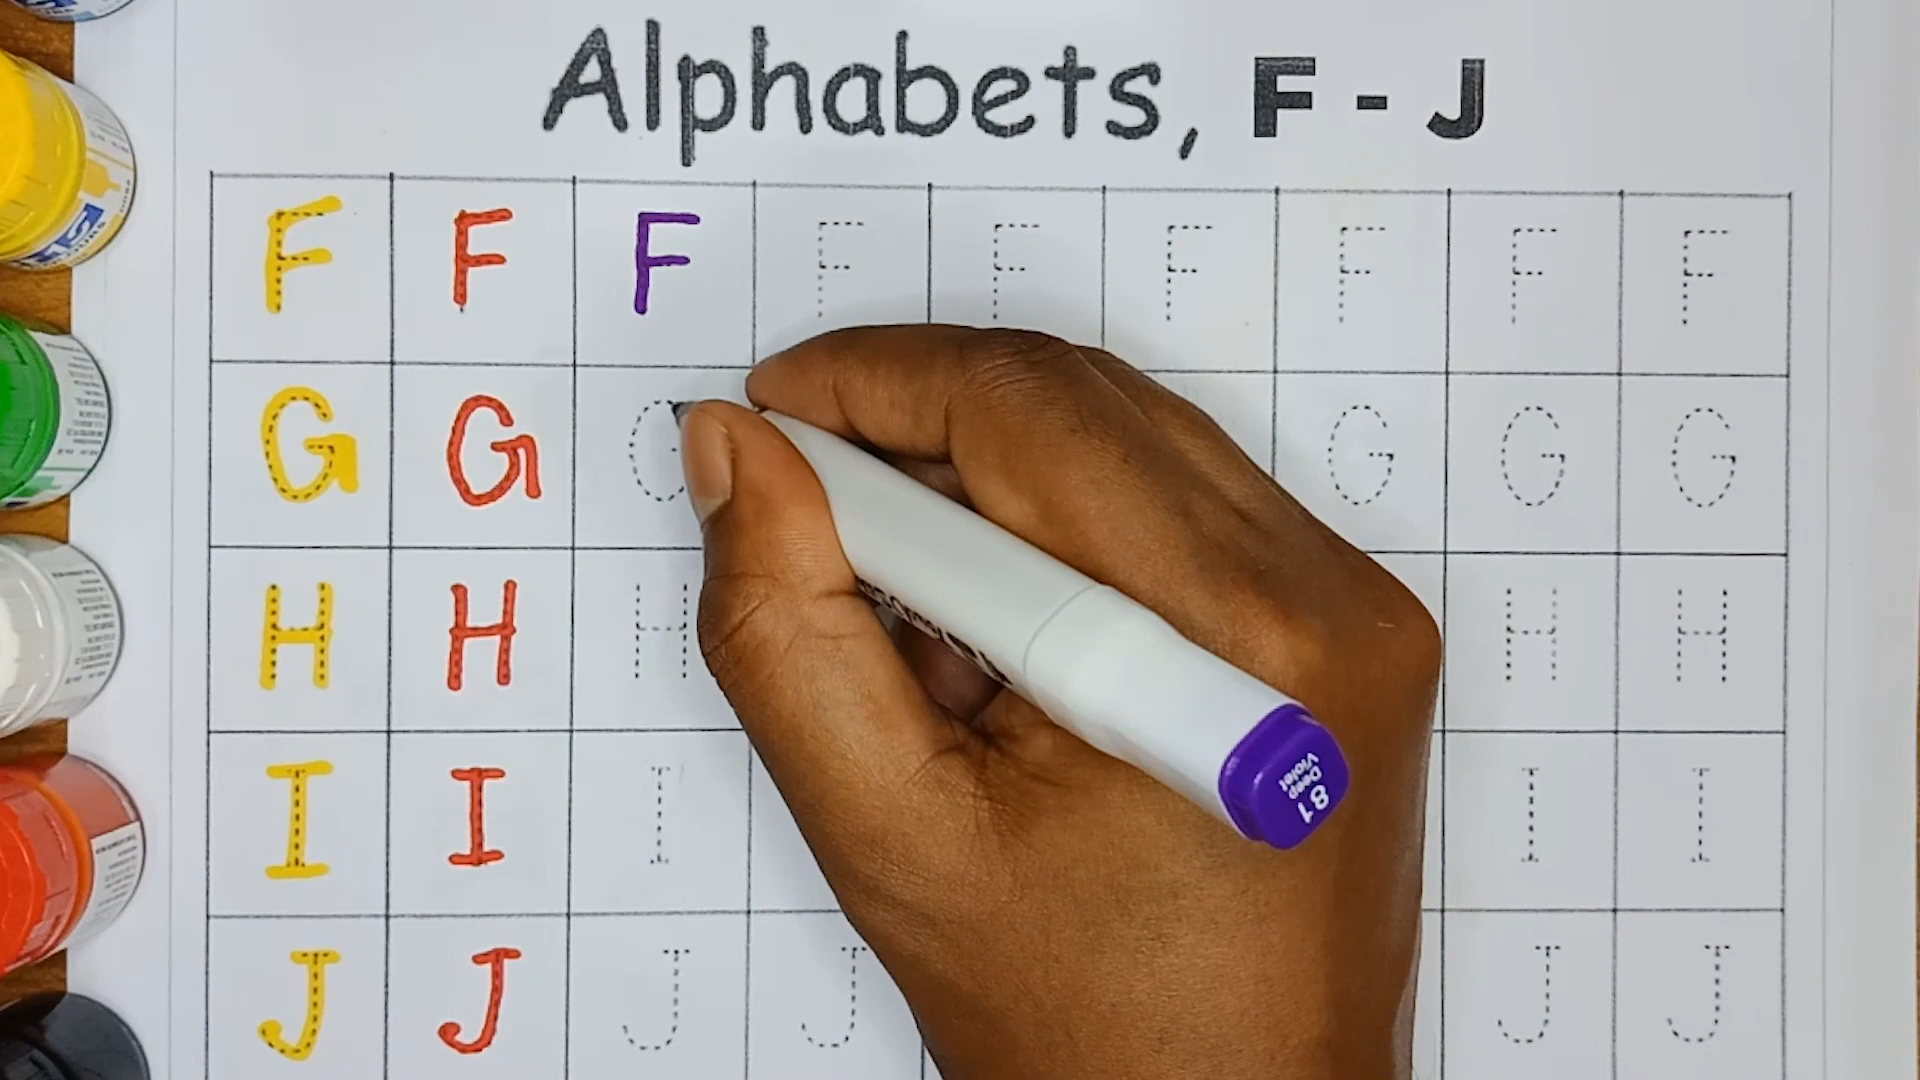 Alphabets, F - J
F F F F F F F F F
G G G G G G
H H H H H
I I I I I
J J J J J J
81
Deep
Violet